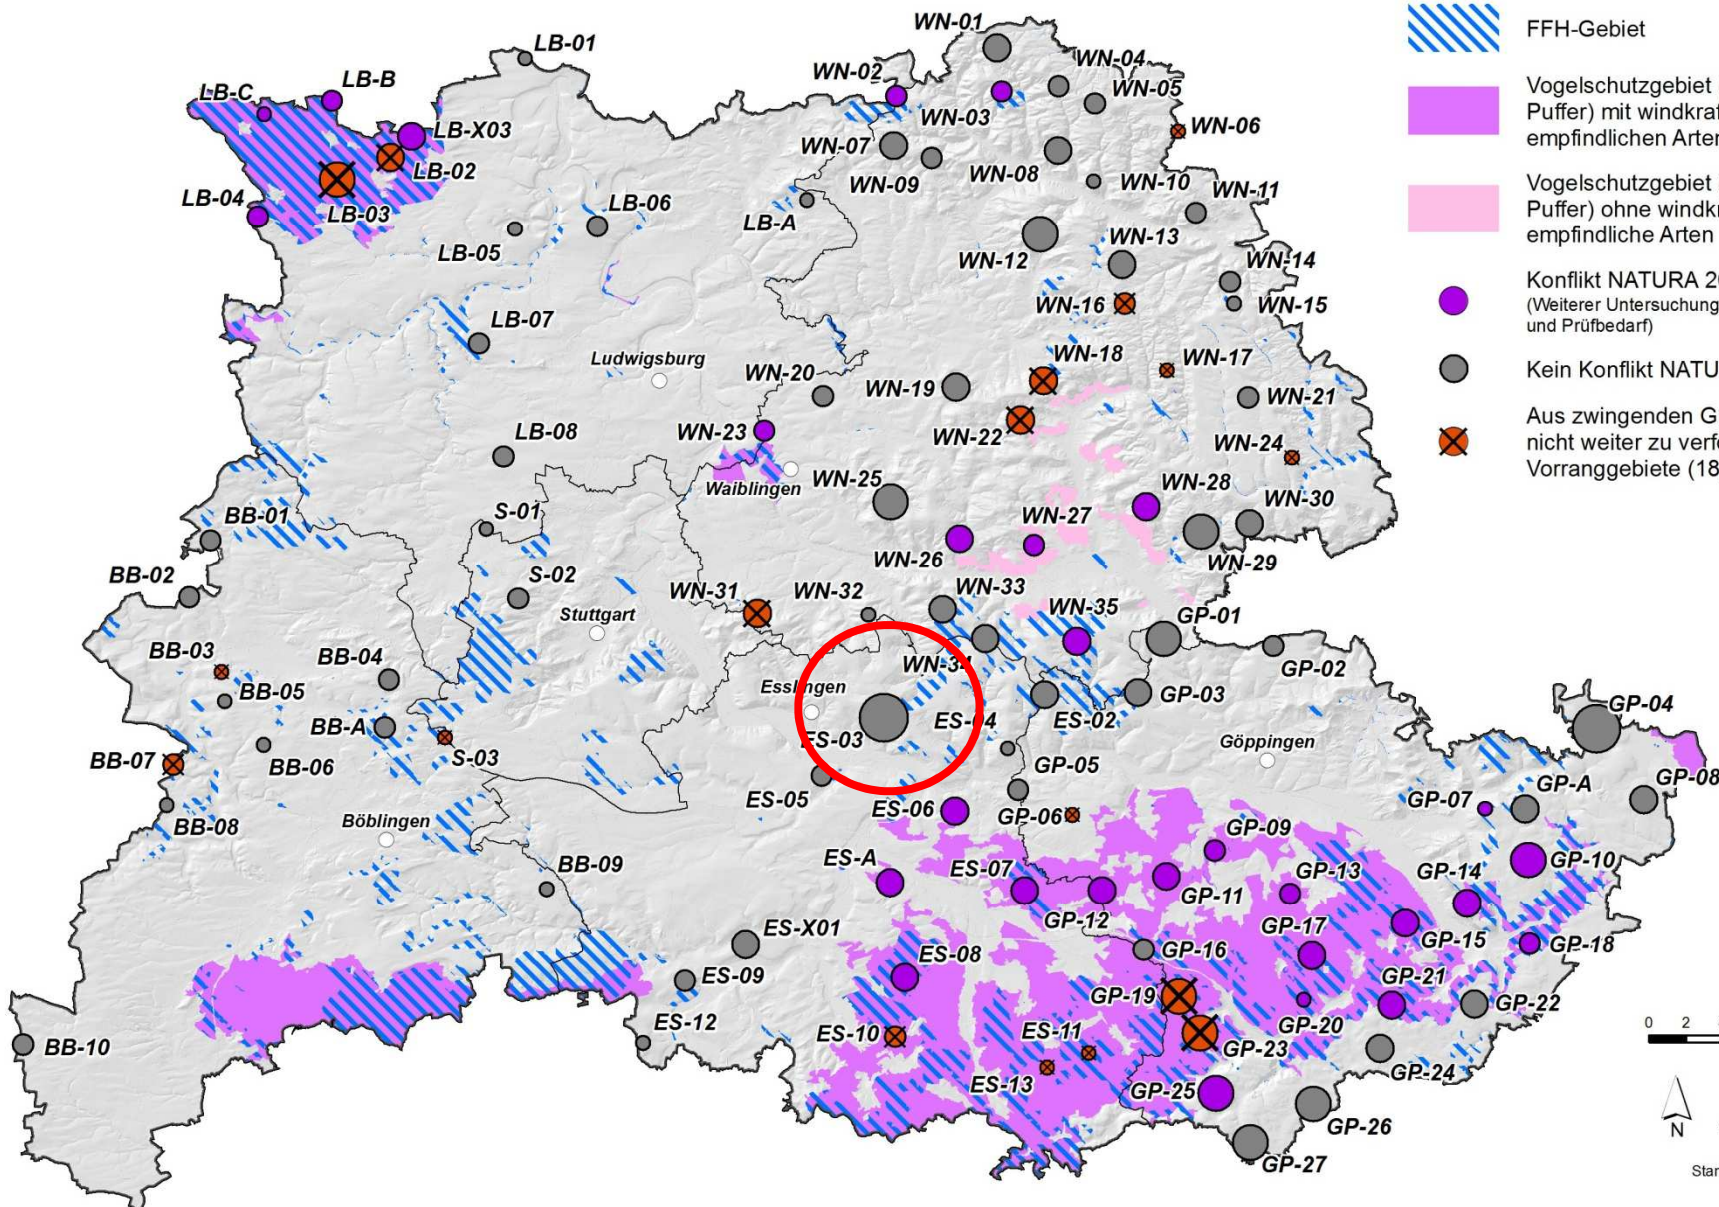 FFH-Gebiet
Vogelschutzgebiet
Puffer) mit
empfindlichen Arten
Vogelschutzgebiet
Puffer) ohne
empfindliche Arten
Konflikt NATURA
(Weiterer Untersuchung
und Prüfbedarf)
Kein Konflikt
Aus zwingenden
nicht weiter zu
Vorranggebiete (18
WN-01
LB-01
WN-02
WN-04
LB-B
LB-C
WN-05
WN-03
LB-X03
WN-06
WN-07
LB-02
WN-09
WN-08
WN-10
WN-11
LB-04
LB-03
LB-06
LB-A
LB-05
WN-12
WN-13
WN-14
WN-16
WN-15
LB-07
Ludwigsburg
WN-18
WN-17
WN-20
WN-19
WN-21
WN-23
WN-22
LB-08
WN-24
Waiblingen
WN-25
WN-28
WN-30
S-01
BB-01
WN-27
WN-26
WN-29
BB-02
S-02
WN-31
WN-32
WN-33
Stuttgart
WN-35
GP-01
BB-03
BB-04
WN-34
GP-02
BB-05
Esslingen
ES-02
GP-03
GP-04
BB-A
ES-04
ES-03
Göppingen
BB-07
BB-06
S-03
GP-05
GP-08
GP-A
ES-05
ES-06
GP-06
GP-07
BB-08
Böblingen
GP-09
BB-09
ES-A
ES-07
GP-13
GP-14
GP-10
GP-12
GP-11
GP-17
ES-X01
GP-15
GP-18
GP-16
ES-08
ES-09
GP-21
GP-19
GP-20
GP-22
ES-12
ES-10
ES-11
GP-23
BB-10
GP-24
ES-13
GP-25
GP-26
GP-27
0 2
N